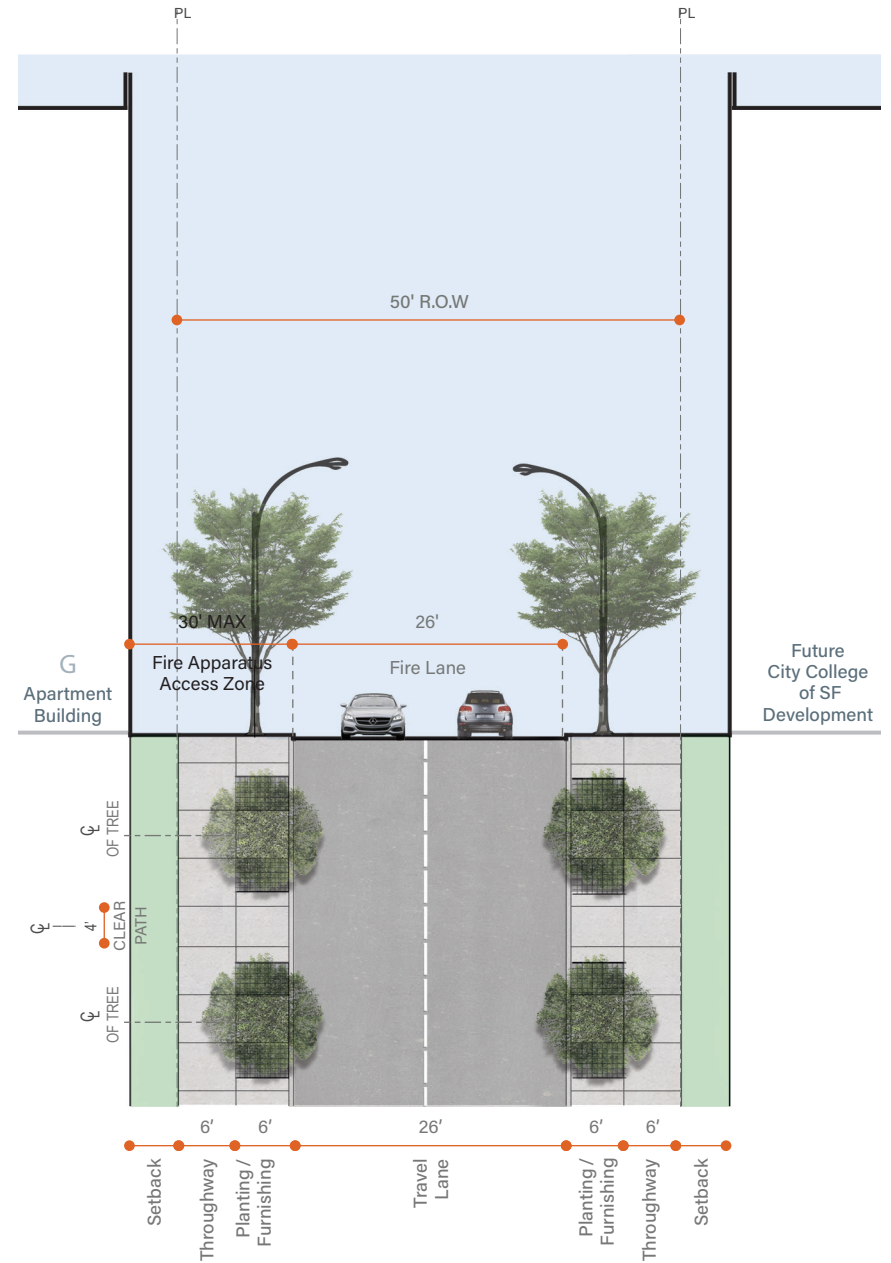 PL
PL
50' R.O.W
30' MAX
26'
Fire Apparatus
Access Zone
Fire Lane
G
Apartment
Building
Future
City College
of SF
Development
℄
OF TREE
℄
4'
CLEAR
PATH
℄
OF TREE
6'
6'
26'
6'
6'
Setback
Throughway
Planting /
Furnishing
Travel
Lane
Planting /
Furnishing
Throughway
Setback